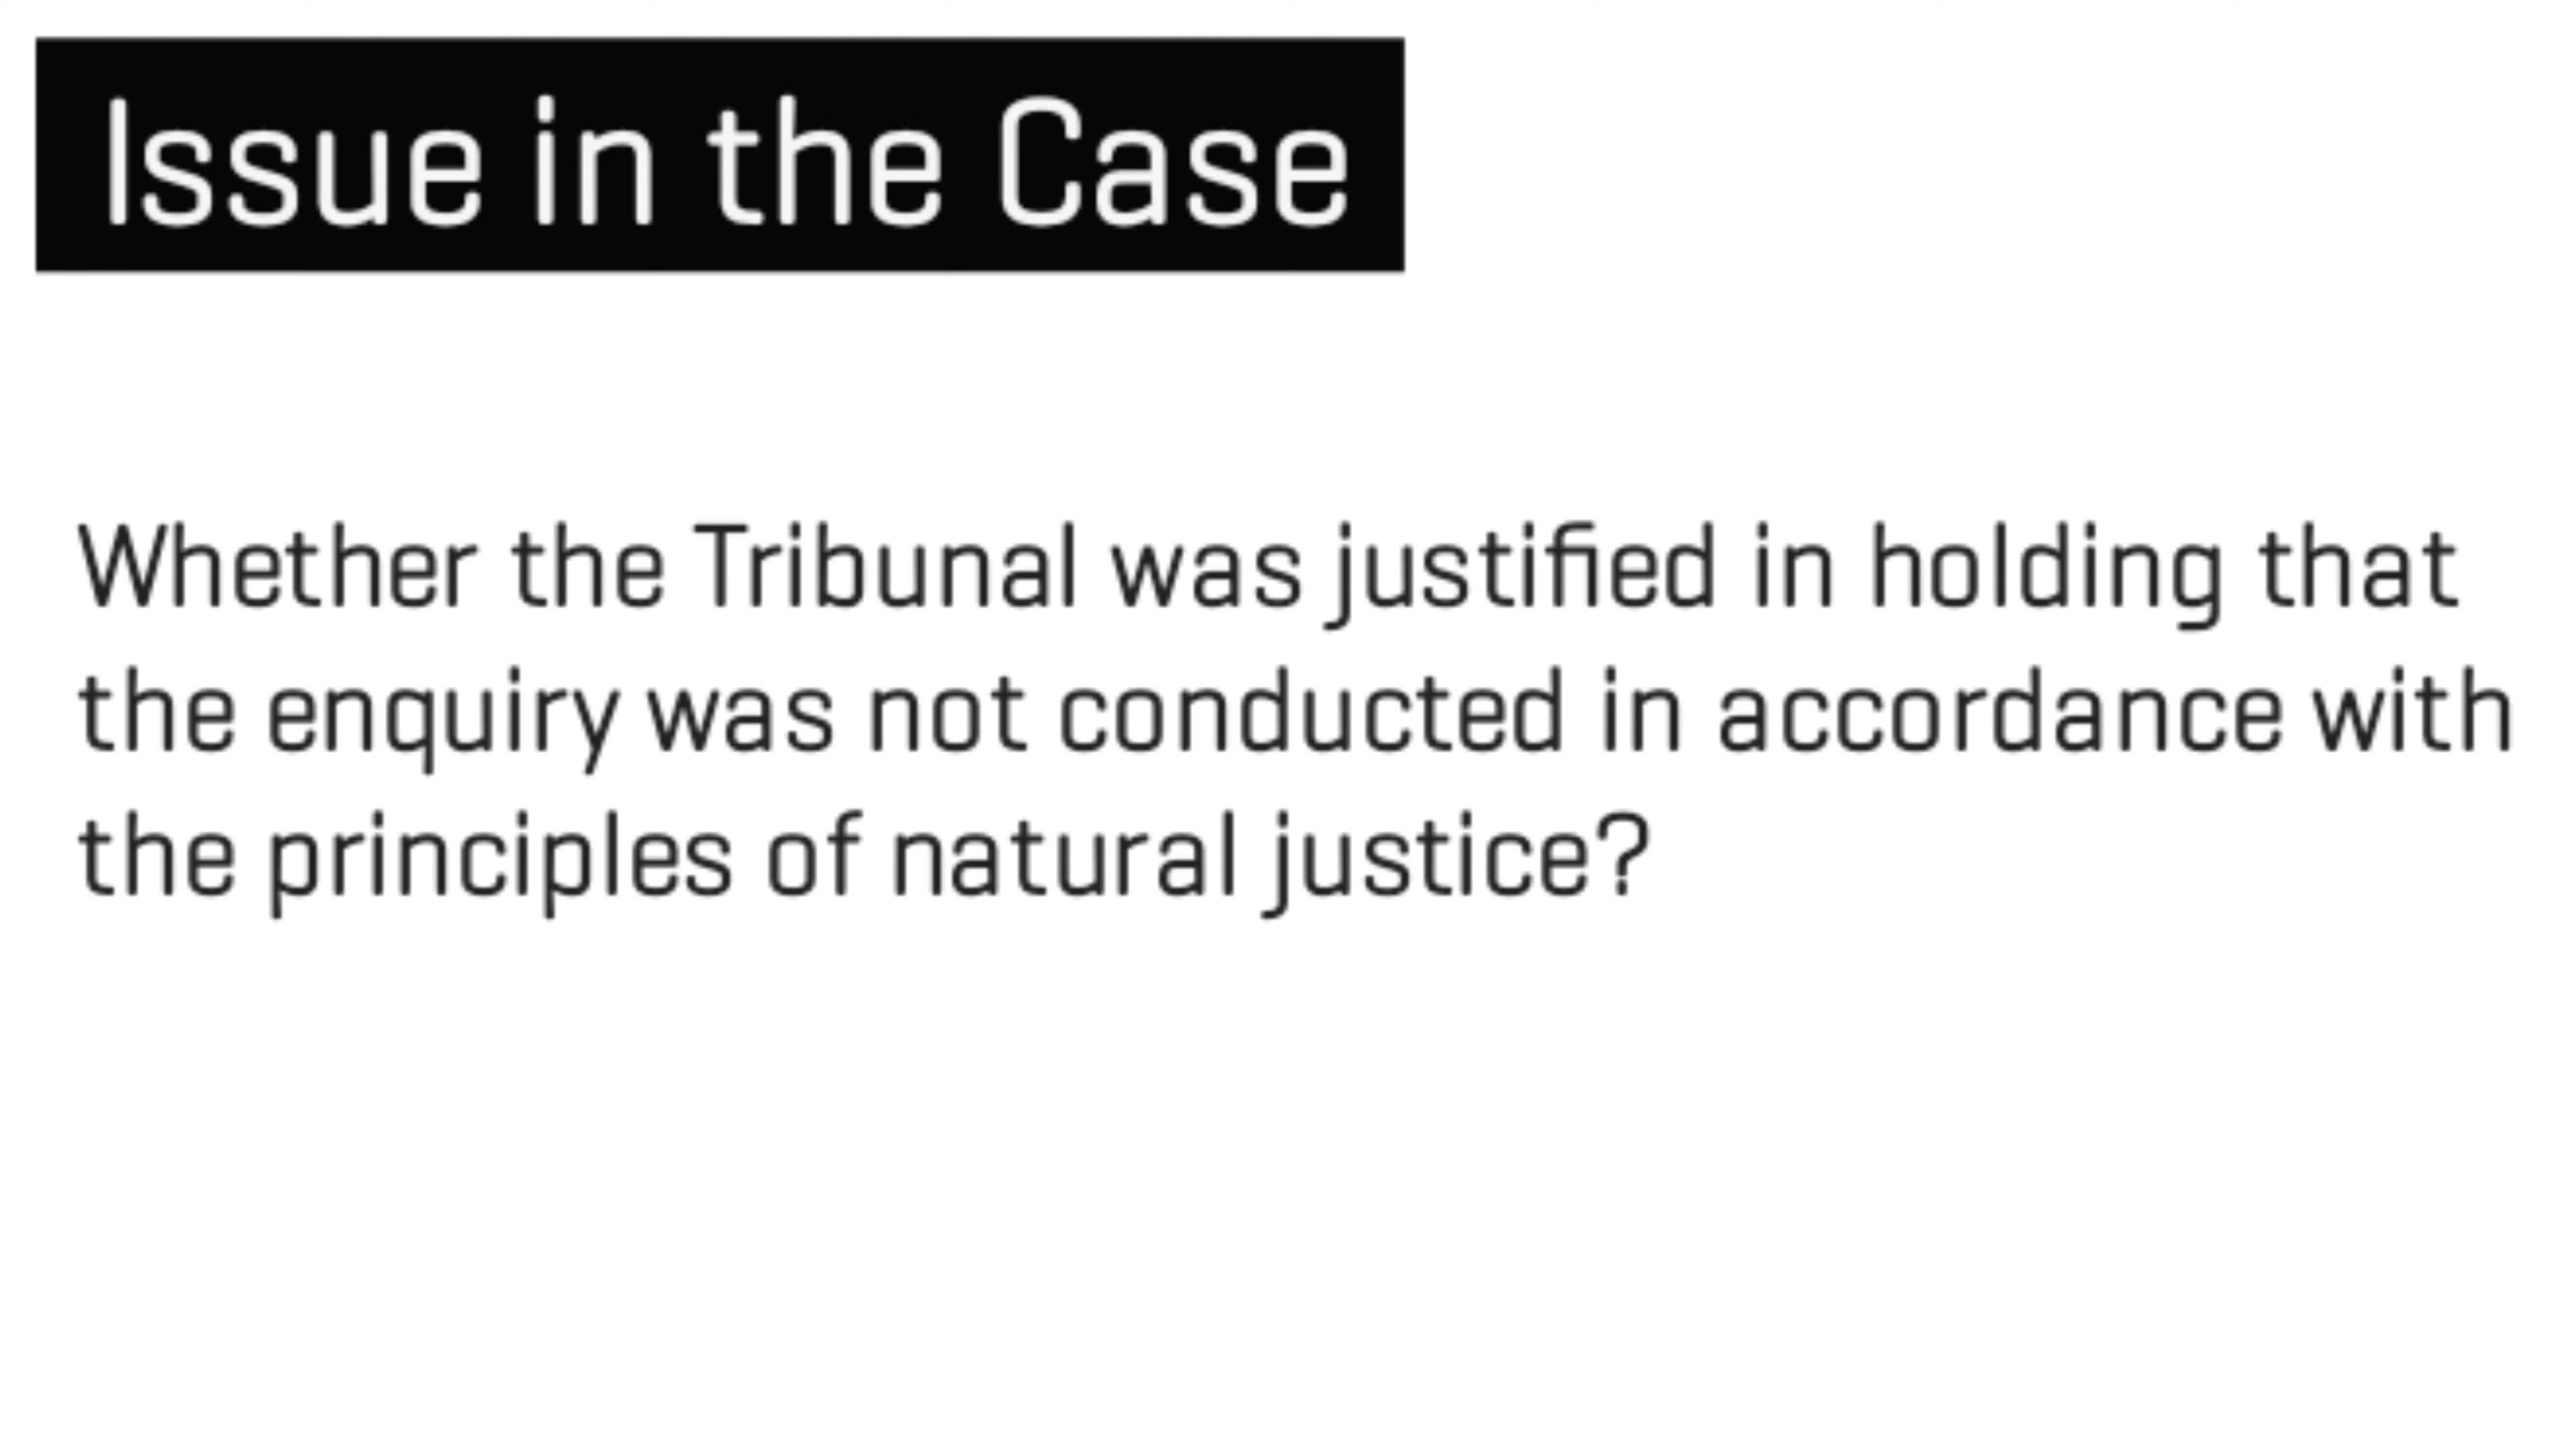 Issue in the Case
Whether the Tribunal was justified in holding that
the enquiry was not conducted in accordance with
the principles of natural justice?